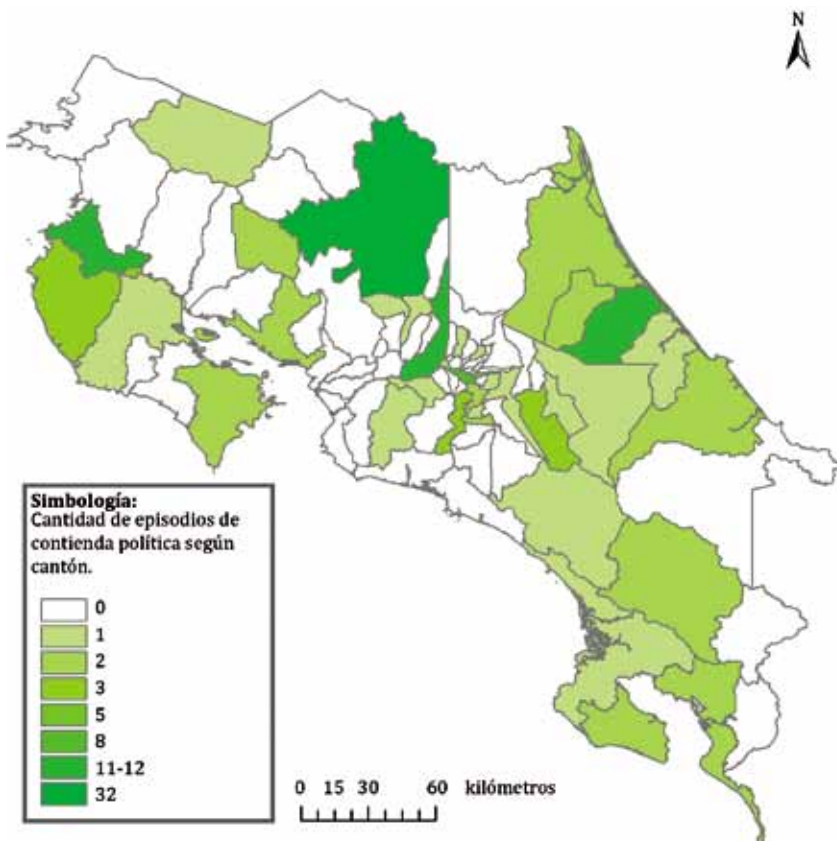 N
Simbología:
Cantidad de episodios de
contienda política según
cantón.
0
1
2
3
5
8
11-12
32
0 15 30 60 kilómetros